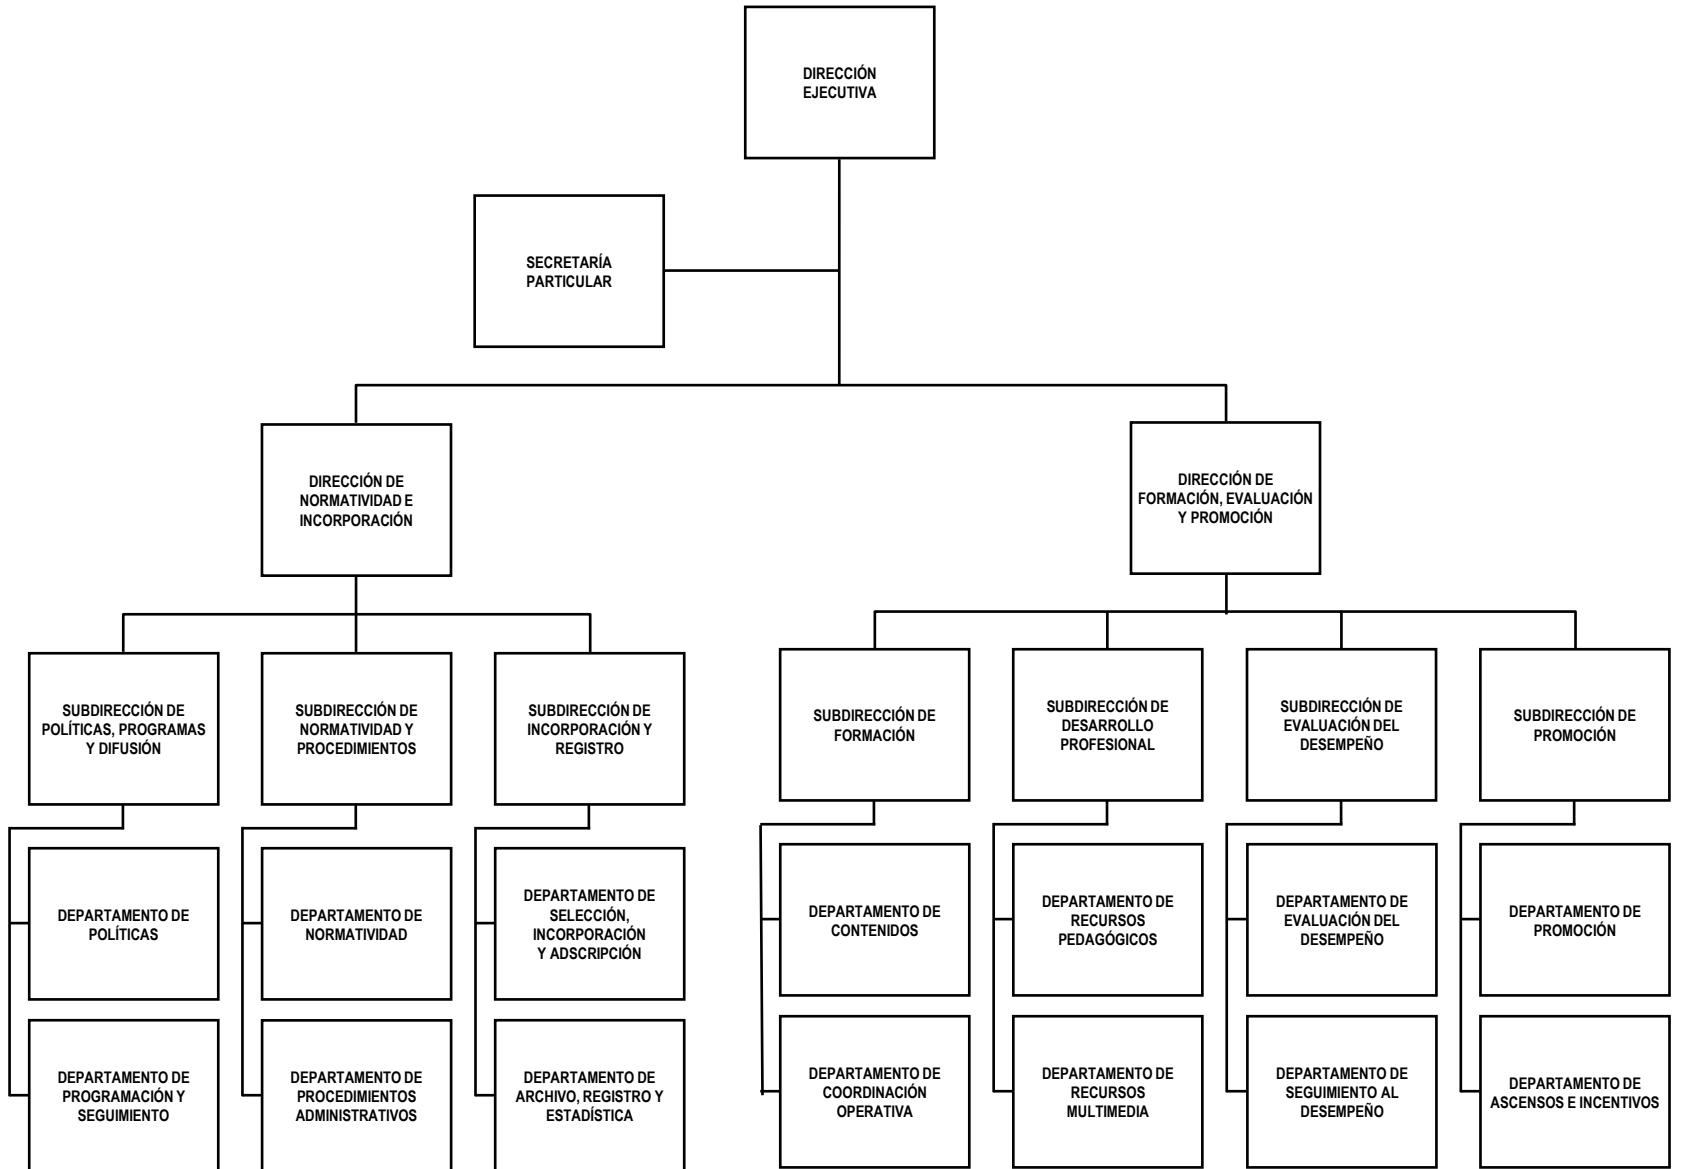 DIRECCIÓN
EJECUTIVA
SECRETARÍA
PARTICULAR
DIRECCIÓN DE
NORMATIVIDAD E
INCORPORACIÓN
DIRECCIÓN DE
FORMACIÓN, EVALUACIÓN
Y PROMOCIÓN
SUBDIRECCIÓN DE
POLÍTICAS, PROGRAMAS
Y DIFUSIÓN
SUBDIRECCIÓN DE
NORMATIVIDAD Y
PROCEDIMIENTOS
SUBDIRECCIÓN DE
INCORPORACIÓN Y
REGISTRO
SUBDIRECCIÓN DE
FORMACIÓN
SUBDIRECCIÓN DE
DESARROLLO
PROFESIONAL
SUBDIRECCIÓN DE
EVALUACIÓN DEL
DESEMPEÑO
SUBDIRECCIÓN DE
PROMOCIÓN
DEPARTAMENTO DE
POLÍTICAS
DEPARTAMENTO DE
NORMATIVIDAD
DEPARTAMENTO DE
SELECCIÓN,
INCORPORACIÓN
Y ADSCRIPCIÓN
DEPARTAMENTO DE
CONTENIDOS
DEPARTAMENTO DE
RECURSOS
PEDAGÓGICOS
DEPARTAMENTO DE
EVALUACIÓN DEL
DESEMPEÑO
DEPARTAMENTO DE
PROMOCIÓN
DEPARTAMENTO DE
PROGRAMACIÓN Y
SEGUIMIENTO
DEPARTAMENTO DE
PROCEDIMIENTOS
ADMINISTRATIVOS
DEPARTAMENTO DE
ARCHIVO, REGISTRO Y
ESTADÍSTICA
DEPARTAMENTO DE
COORDINACIÓN
OPERATIVA
DEPARTAMENTO DE
RECURSOS
MULTIMEDIA
DEPARTAMENTO DE
SEGUIMIENTO AL
DESEMPEÑO
DEPARTAMENTO DE
ASCENSOS E INCENTIVOS